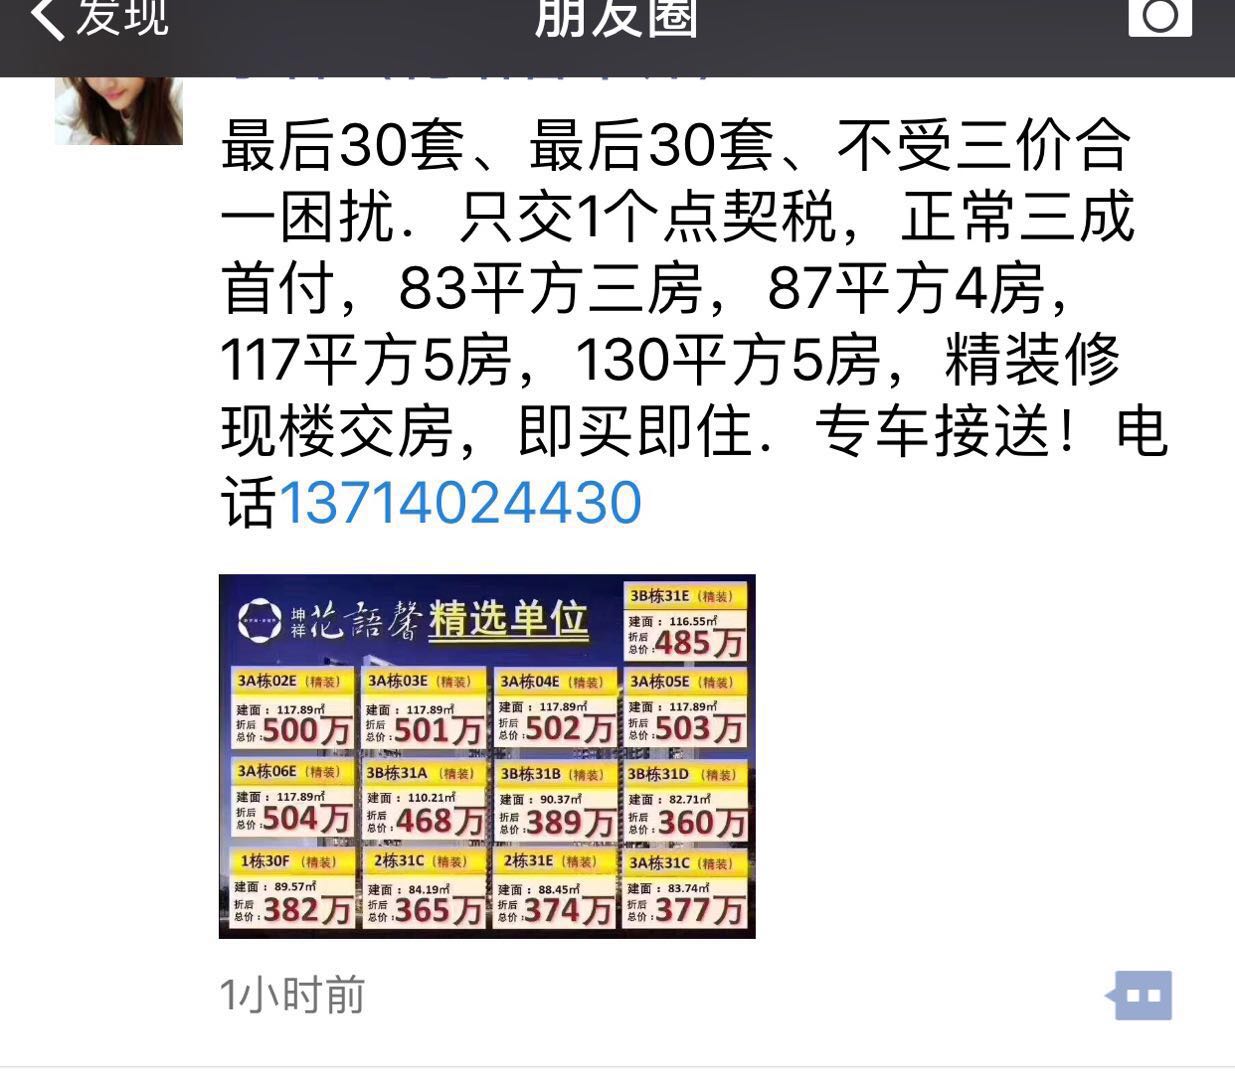 发现
朋友圈
最后30套、最后30套、不受三价合
一困扰．只交1个点契税，正常三成
首付，83平方三房，87平方4房，
117平方5房，130平方5房，精装修
现楼交房，即买即住．专车接送！电
话13714024430
坤祥花語馨 精选单位
3B栋31E（精装）
建面：116.55㎡
折后总价:485万
3A栋02E（精装）
建面：117.89㎡
折后总价:500万
3A栋03E（精装）
建面：117.89㎡
折后总价:501万
3A栋04E（精装）
建面：117.89㎡
折后总价:502万
3A栋05E（精装）
建面：117.89㎡
折后总价:503万
3A栋06E（精装）
建面：117.89㎡
折后总价:504万
3B栋31A（精装）
建面：110.21㎡
折后总价:468万
3B栋31B（精装）
建面：90.37㎡
折后总价:389万
3B栋31D（精装）
建面：82.71㎡
折后总价:360万
1栋30F（精装）
建面：89.57㎡
折后总价:382万
2栋31C（精装）
建面：84.19㎡
折后总价:365万
2栋31E（精装）
建面：88.45㎡
折后总价:374万
3A栋31C（精装）
建面：83.74㎡
折后总价:377万
1小时前